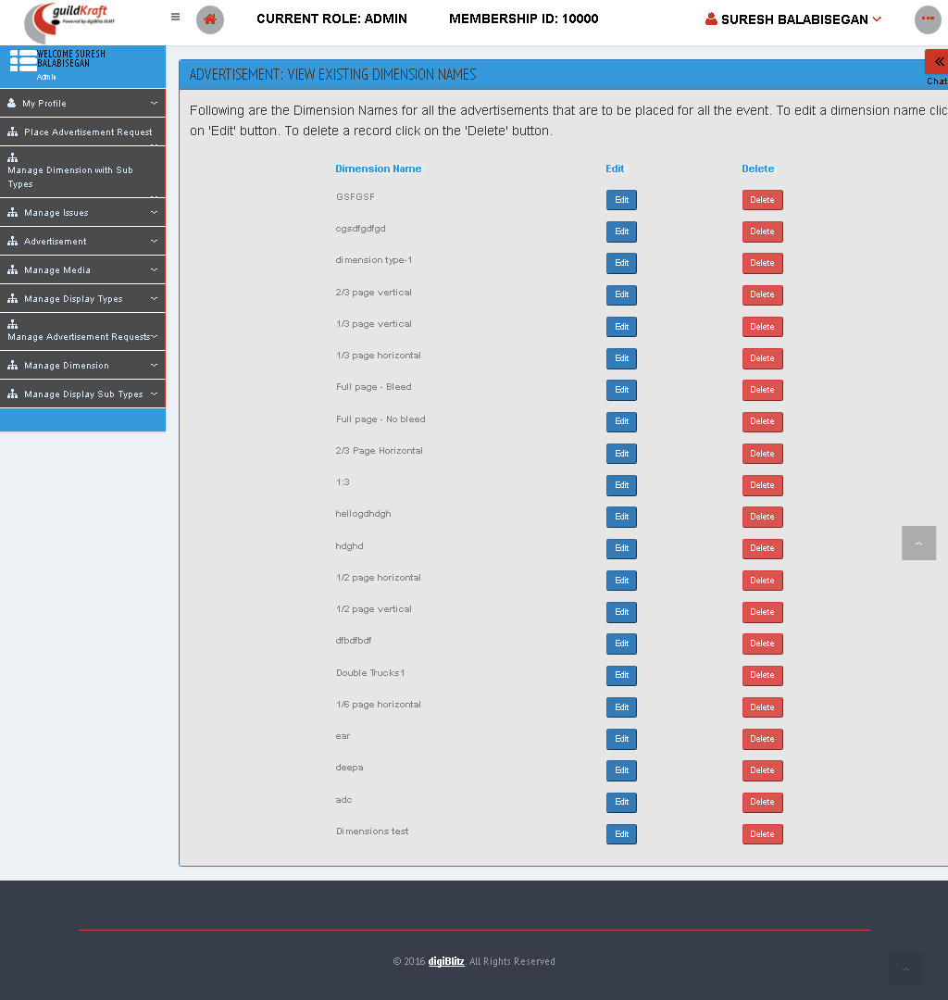 guildKraft
Powered by digiBlitz ELMT
CURRENT ROLE: ADMIN
MEMBERSHIP ID: 10000
SURESH BALABISEGAN
WELCOME SURESH
BALABISEGAN
Admin
My Profile
Place Advertisement Request
Manage Dimension with Sub
Types
Manage Issues
Advertisement
Manage Media
Manage Display Types
Manage Advertisement Requests
Manage Dimension
Manage Display Sub Types
Chat
ADVERTISEMENT: VIEW EXISTING DIMENSION NAMES
Following are the Dimension Names for all the advertisements that are to be placed for all the event. To edit a dimension name clic
on 'Edit' button. To delete a record click on the 'Delete' button.
Dimension Name Edit Delete
GSFGSF Edit Delete
cgsdfgdfgd Edit Delete
dimension type-1 Edit Delete
2/3 page vertical Edit Delete
1/3 page vertical Edit Delete
1/3 page horizontal Edit Delete
Full page - Bleed Edit Delete
Full page - No bleed Edit Delete
2/3 Page Horizontal Edit Delete
1:3 Edit Delete
hellogdhdgh Edit Delete
hdghd Edit Delete
1/2 page horizontal Edit Delete
1/2 page vertical Edit Delete
dfbdfbdf Edit Delete
Double Trucks1 Edit Delete
1/6 page horizontal Edit Delete
ear Edit Delete
deepa Edit Delete
adc Edit Delete
Dimensions test Edit Delete
© 2016 digiBlitz. All Rights Reserved